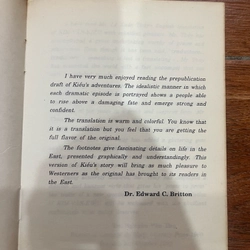 I have very much enjoyed reading the prepublication
draft of Kiêu's adventures. The idealistic manner in which
each dramatic episode is portrayed shows a people able
to rise above a damaging fate and emerge strong and
confident.
The translation is warm and colorful. You know that
it is a translation but you feel that you are getting the
full flavor of the original.
The footnotes give fascinating details on life in the
East, presented graphically and understandingly. This
version of Kiêu's story will bring as much pleasure to
Westerners as the original has brought to its readers in
the East.
Dr. Edward C. Britton